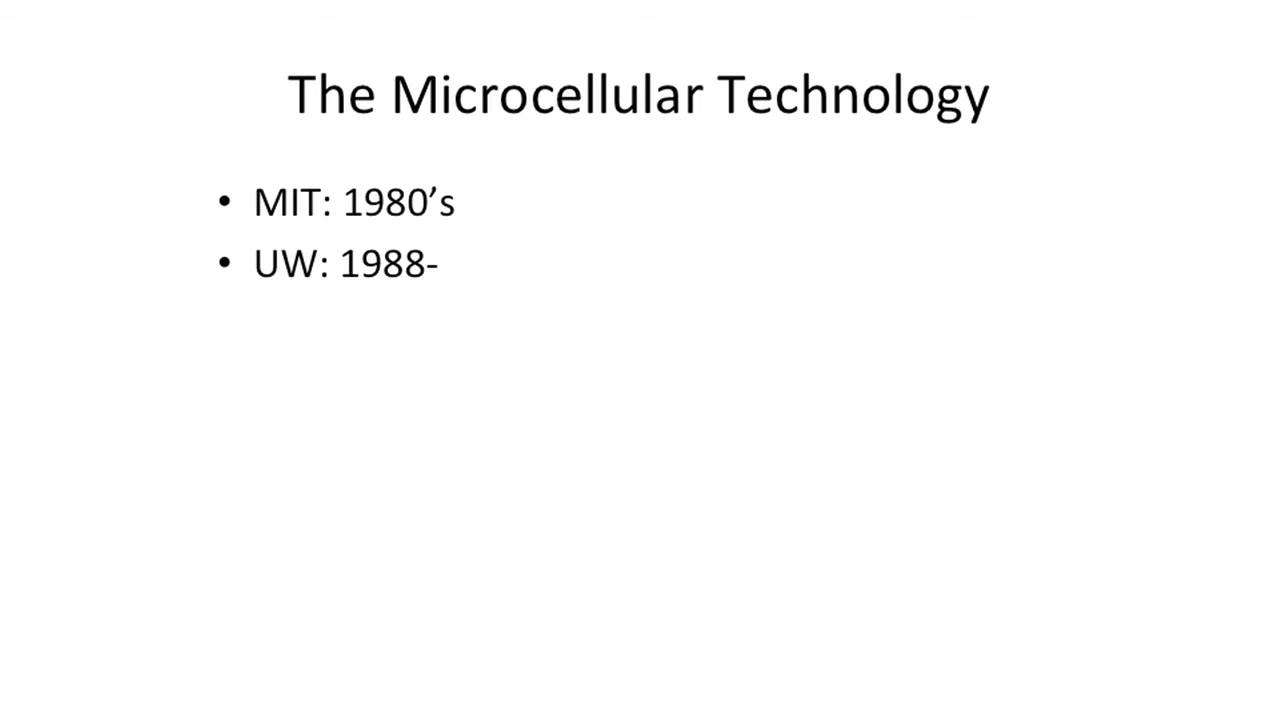 The Microcellular Technology
• MIT: 1980’s
• UW: 1988-